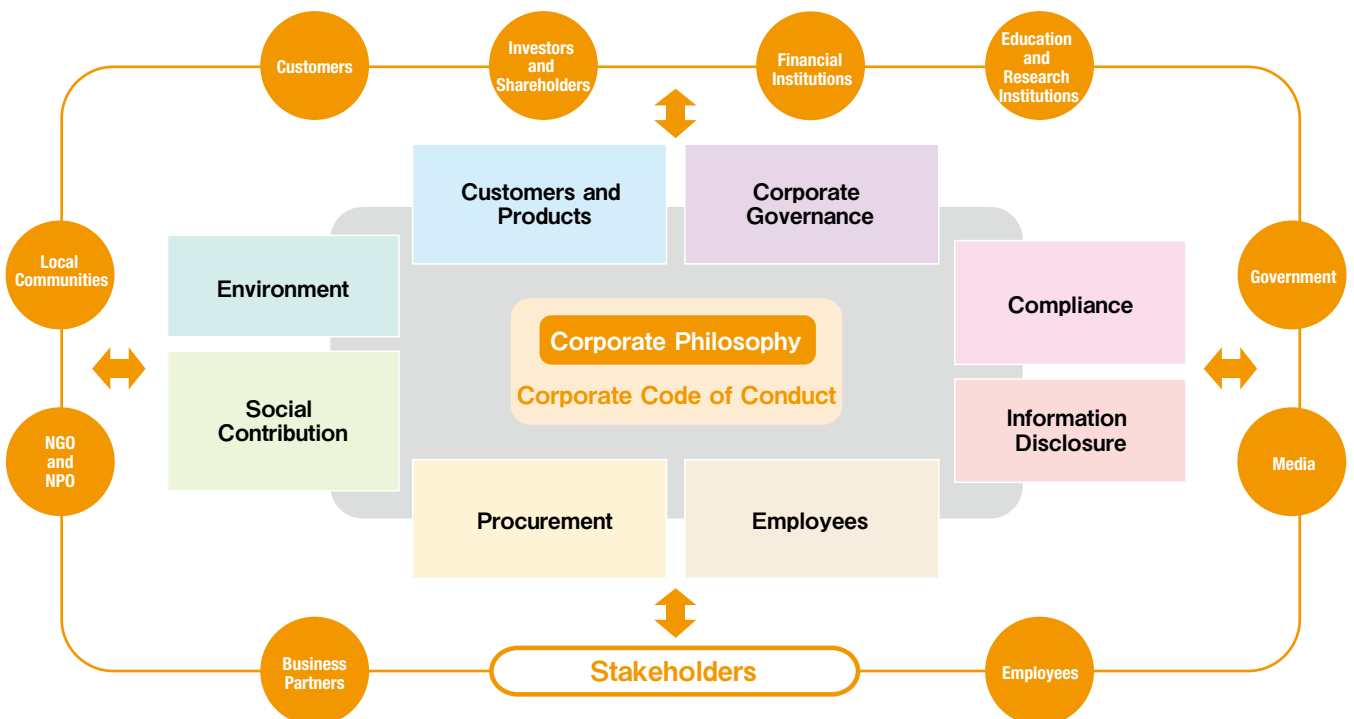 Customers
Investors
and
Shareholders
Financial
Institutions
Education
and
Research
Institutions
Customers and
Products
Corporate
Governance
Local
Communities
Environment
Compliance
Government
Corporate Philosophy
Corporate Code of Conduct
Social
Contribution
Information
Disclosure
NGO
and
NPO
Media
Procurement
Employees
Business
Partners
Stakeholders
Employees